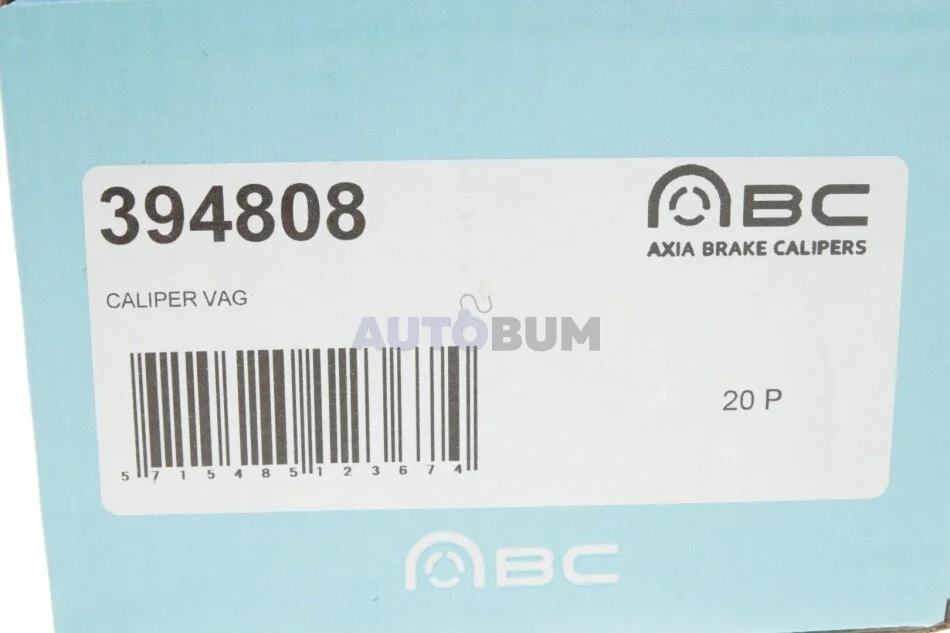 394808
ABC
AXIA BRAKE CALIPERS
CALIPER VAG
AUTOBUM
20 P
5 715485 123674
ABC